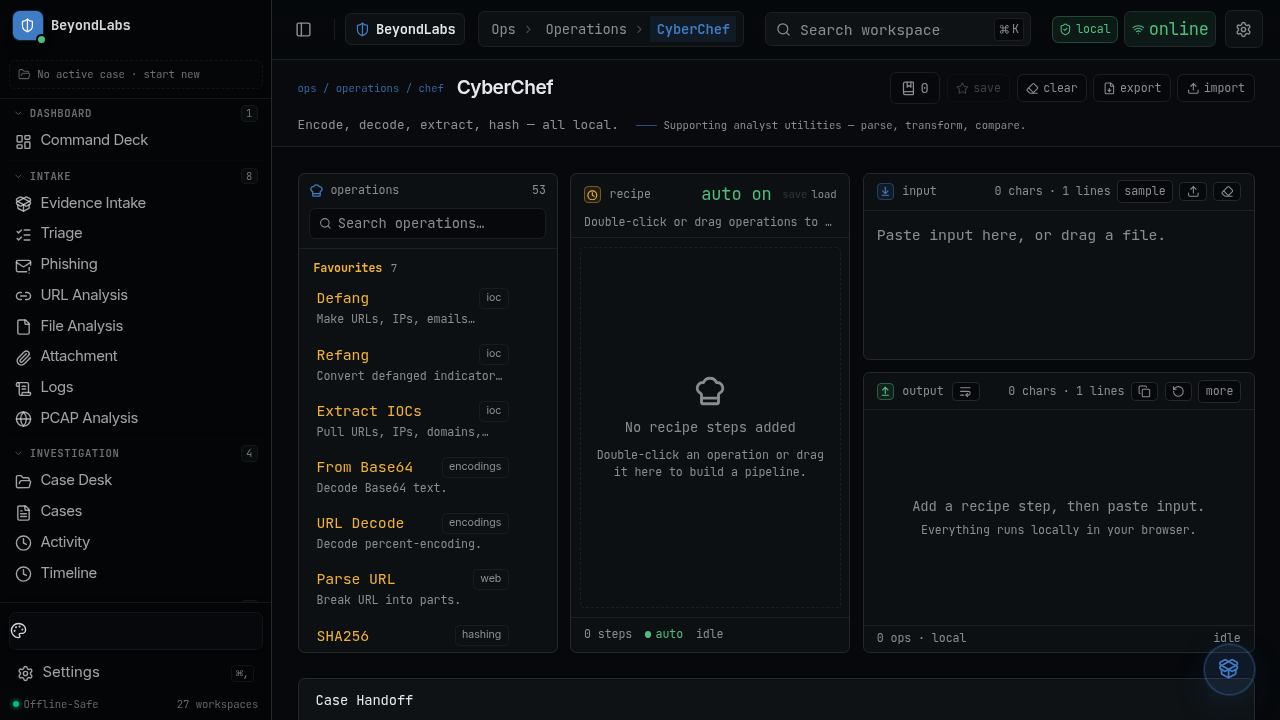 BeyondLabs
No active case · start new
DASHBOARD 1
Command Deck
INTAKE 8
Evidence Intake
Triage
Phishing
URL Analysis
File Analysis
Attachment
Logs
PCAP Analysis
INVESTIGATION 4
Case Desk
Cases
Activity
Timeline
Settings ⌘,
Offline-Safe 27 workspaces
BeyondLabs Ops Operations CyberChef Search workspace ⌘K local online
ops / operations / chef CyberChef 0 save clear export import
Encode, decode, extract, hash — all local. Supporting analyst utilities — parse, transform, compare.
operations 53
Search operations…
Favourites 7
Defang ioc
Make URLs, IPs, emails…
Refang ioc
Convert defanged indicator…
Extract IOCs ioc
Pull URLs, IPs, domains,…
From Base64 encodings
Decode Base64 text.
URL Decode encodings
Decode percent-encoding.
Parse URL web
Break URL into parts.
SHA256 hashing
recipe auto on save load
Double-click or drag operations to …
No recipe steps added
Double-click an operation or drag
it here to build a pipeline.
0 steps auto idle
input 0 chars · 1 lines sample
Paste input here, or drag a file.
output 0 chars · 1 lines more
Add a recipe step, then paste input.
Everything runs locally in your browser.
0 ops · local idle
Case Handoff